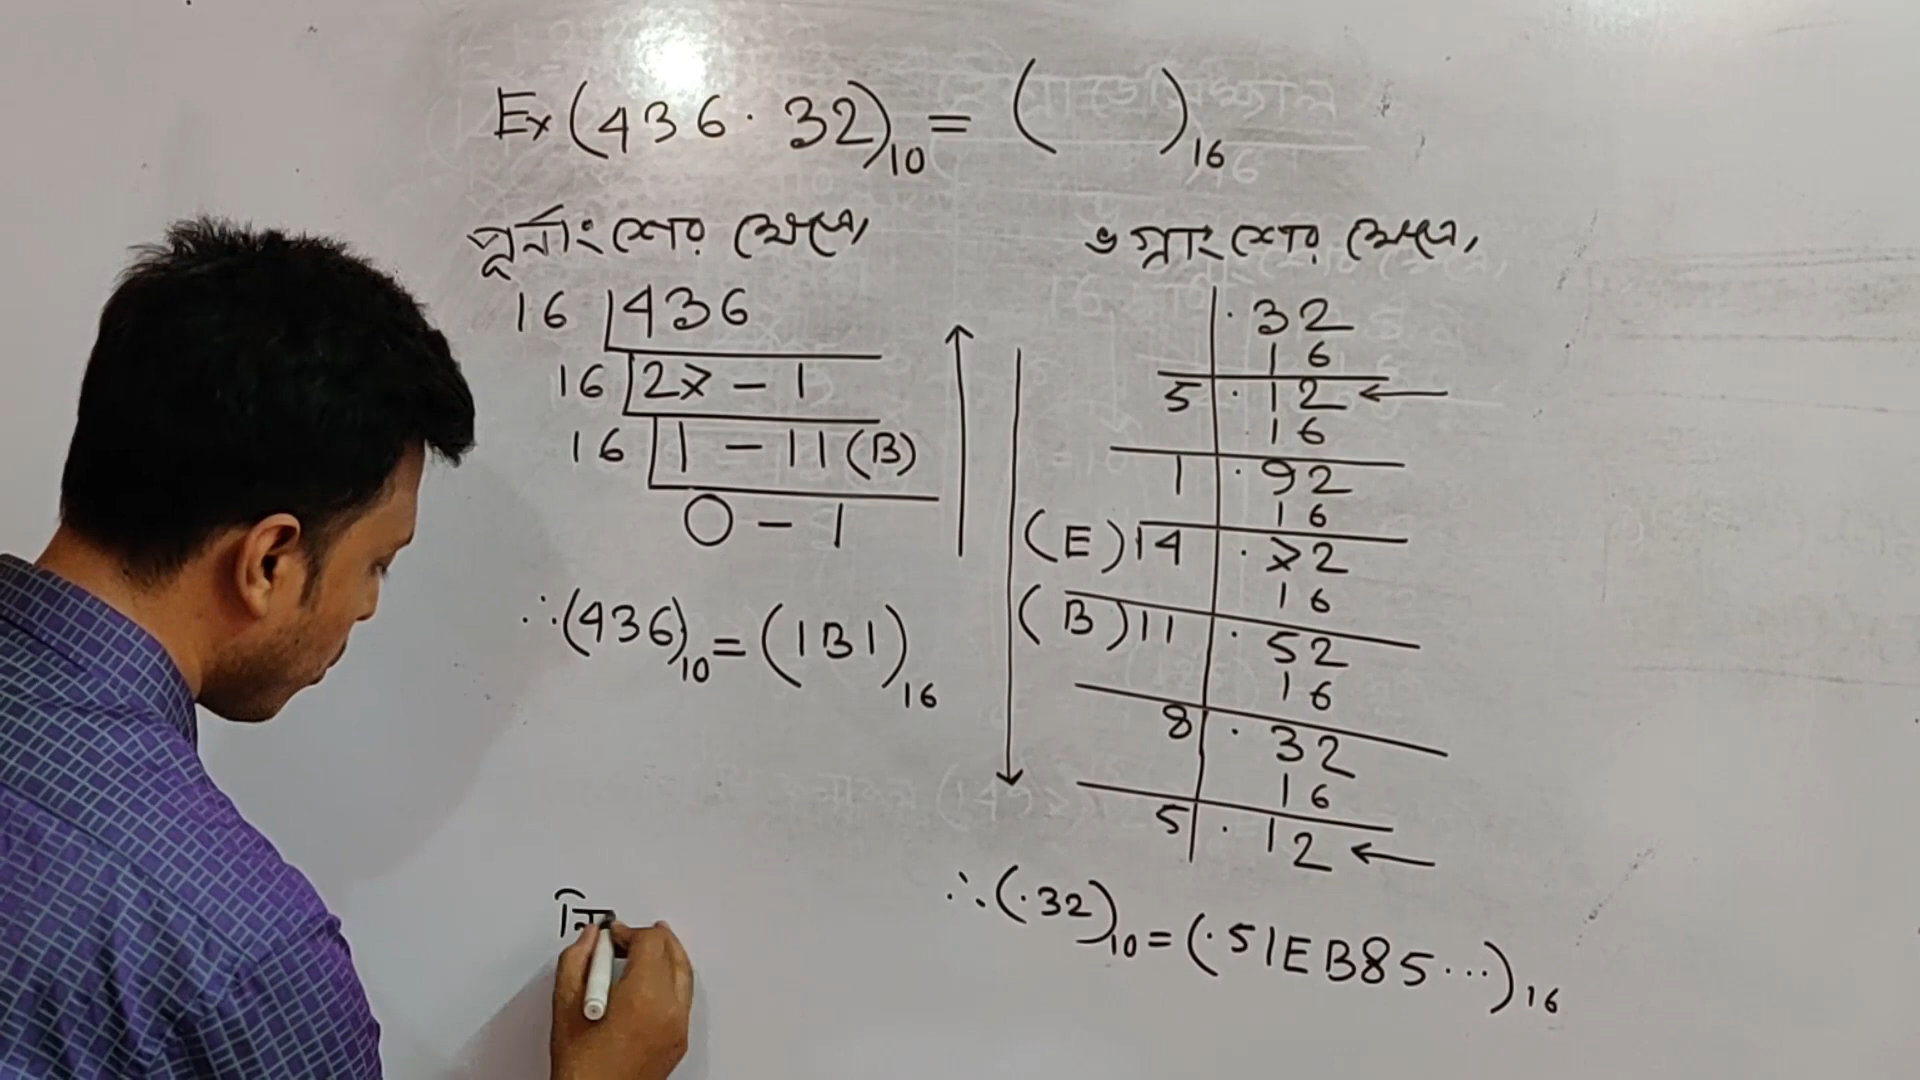 Ex (436.32)10 = ( )16
পূর্নাংশের ক্ষেত্রে,
16 436
16 27 - 1
16 1 - 11 (B)
0 - 1
∴ (436)10 = (1B1)16
ভগ্নাংশের ক্ষেত্রে,
.32
16
5 .12 ←
16
1 .92
16
(E) 14 .72
16
(B) 11 .52
16
8 .32
16
5 .12 ←
∴ (.32)10 = (.51EB85...)16